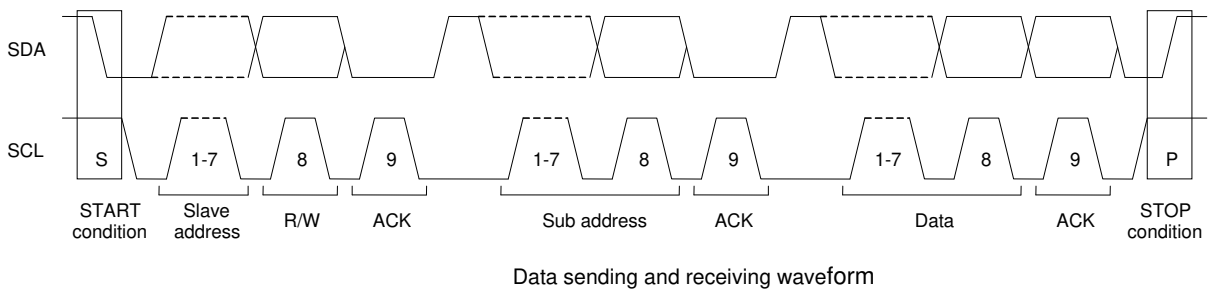 SDA
SCL
S 1-7 8 9 1-7 8 9 1-7 8 9 P
START condition Slave address R/W ACK Sub address ACK Data ACK STOP condition
Data sending and receiving waveform